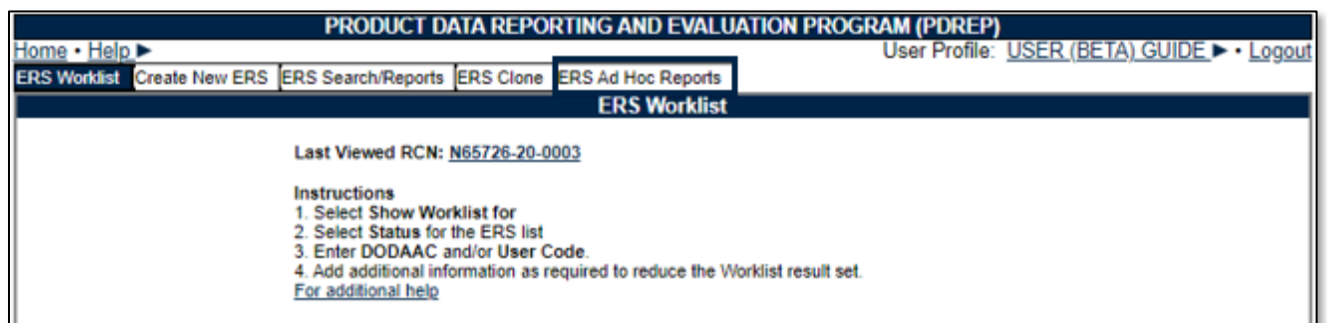 PRODUCT DATA REPORTING AND EVALUATION PROGRAM (PDREP)
Home • Help ► User Profile: USER (BETA) GUIDE ► • Logout
ERS Worklist Create New ERS ERS Search/Reports ERS Clone ERS Ad Hoc Reports
ERS Worklist
Last Viewed RCN: N65726-20-0003
Instructions
1. Select Show Worklist for
2. Select Status for the ERS list
3. Enter DODAAC and/or User Code.
4. Add additional information as required to reduce the Worklist result set.
For additional help